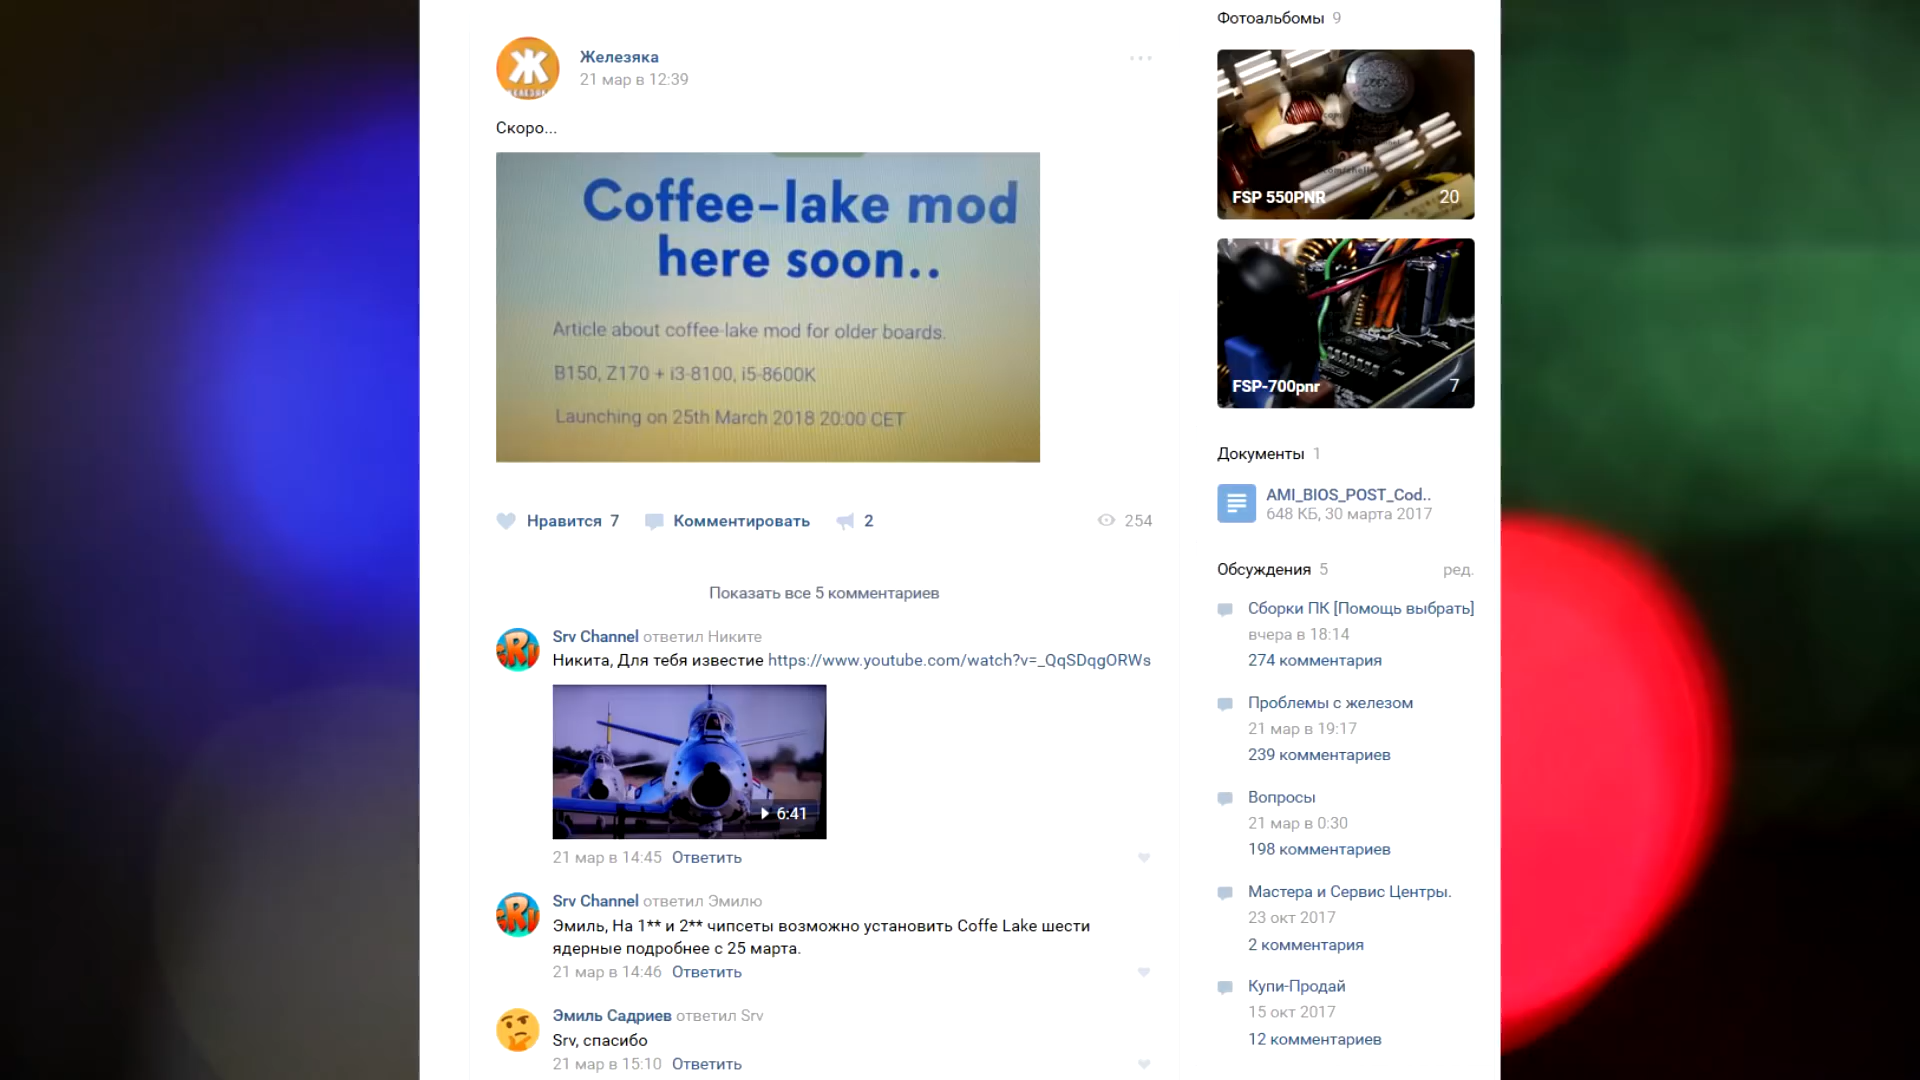 Железяка
21 мар в 12:39
Скоро...
Coffee-lake mod
here soon..
Article about coffee-lake mod for older boards.
B150, Z170 + i3-8100, i5-8600K
Launching on 25th March 2018 20:00 CET
Нравится 7
Комментировать
2
254
Показать все 5 комментариев
Srv Channel ответил Никите
Никита, Для тебя известие https://www.youtube.com/watch?v=_QqSDqgORWs
6:41
21 мар в 14:45 Ответить
Srv Channel ответил Эмилю
Эмиль, На 1** и 2** чипсеты возможно установить Coffe Lake шести
ядерные подробнее с 25 марта.
21 мар в 14:46 Ответить
Эмиль Садриев ответил Srv
Srv, спасибо
21 мар в 15:10 Ответить
Фотоальбомы 9
FSP 550PNR 20
FSP-700pnr 7
Документы 1
AMI_BIOS_POST_Cod..
648 КБ, 30 марта 2017
Обсуждения 5 ред.
Сборки ПК [Помощь выбрать]
вчера в 18:14
274 комментария
Проблемы с железом
21 мар в 19:17
239 комментариев
Вопросы
21 мар в 0:30
198 комментариев
Мастера и Сервис Центры.
23 окт 2017
2 комментария
Купи-Продай
15 окт 2017
12 комментариев